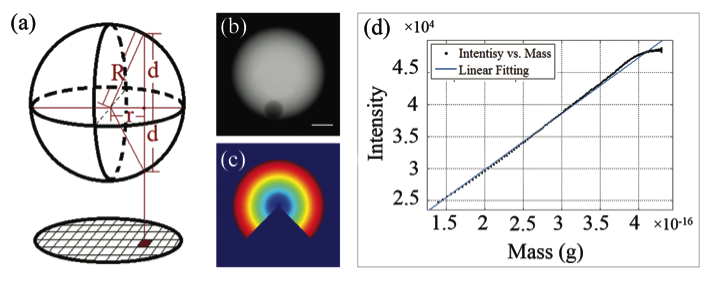 (a)
R
d
r
d
(b)
(c)
(d)
×10⁴
Intentisy vs. Mass
Linear Fitting
4.5
4
3.5
3
2.5
Intensity
1.5
2
2.5
3
3.5
4
×10⁻¹⁶
Mass (g)